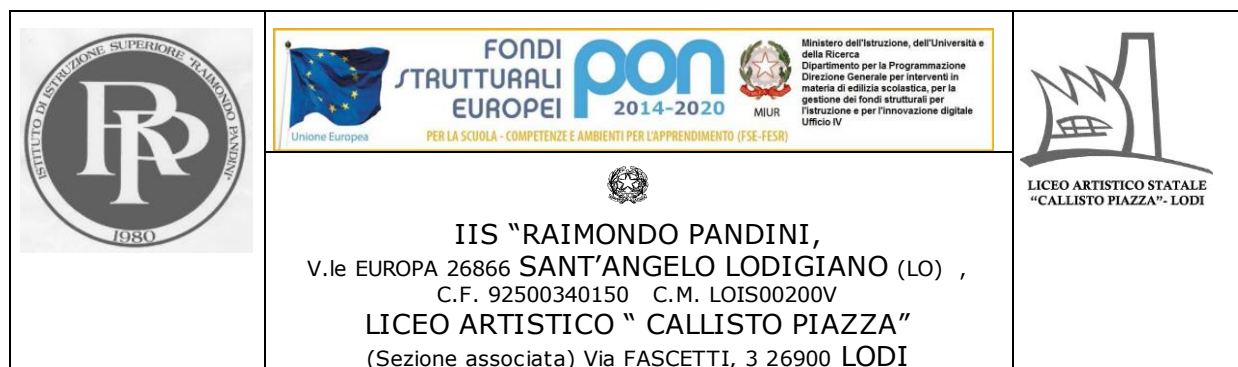 ISTITUTO DI ISTRUZIONE SUPERIORE "RAIMONDO PANDINI"
1980
Unione Europea
FONDI
STRUTTURALI
EUROPEI
pon
2014-2020
MIUR
Ministero dell'Istruzione, dell'Università e
della Ricerca
Dipartimento per la Programmazione
Direzione Generale per interventi in
materia di edilizia scolastica, per la
gestione dei fondi strutturali per
l'istruzione e per l'innovazione digitale
Ufficio IV
PER LA SCUOLA - COMPETENZE E AMBIENTI PER L'APPRENDIMENTO (FSE-FESR)
IIS “RAIMONDO PANDINI,
V.le EUROPA 26866 SANT'ANGELO LODIGIANO (LO) ,
C.F. 92500340150 C.M. LOIS00200V
LICEO ARTISTICO “ CALLISTO PIAZZA”
(Sezione associata) Via FASCETTI, 3 26900 LODI
LICEO ARTISTICO STATALE
“CALLISTO PIAZZA”- LODI